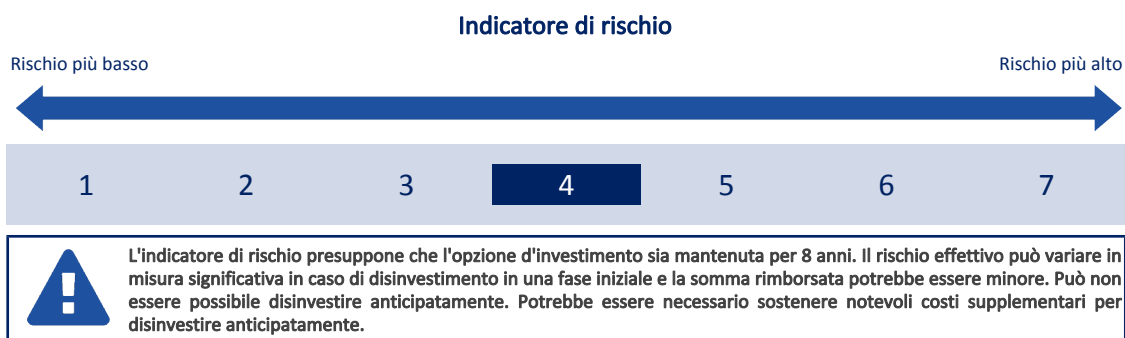 Indicatore di rischio
Rischio più basso
Rischio più alto
1 2 3 4 5 6 7
L'indicatore di rischio presuppone che l'opzione d'investimento sia mantenuta per 8 anni. Il rischio effettivo può variare in
misura significativa in caso di disinvestimento in una fase iniziale e la somma rimborsata potrebbe essere minore. Può non
essere possibile disinvestire anticipatamente. Potrebbe essere necessario sostenere notevoli costi supplementari per
disinvestire anticipatamente.